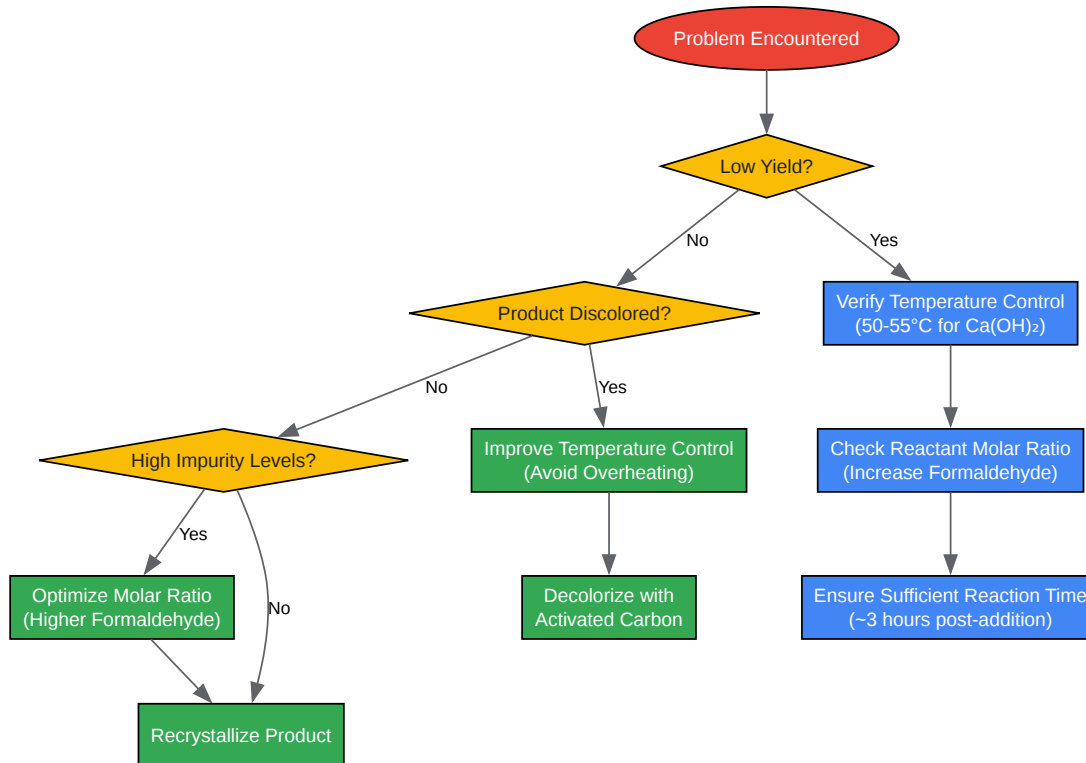 Problem Encountered
Low Yield?
No
Yes
Product Discolored?
Verify Temperature Control
(50-55°C for Ca(OH)₂)
No
Yes
High Impurity Levels?
Improve Temperature Control
(Avoid Overheating)
Check Reactant Molar Ratio
(Increase Formaldehyde)
Yes
No
Optimize Molar Ratio
(Higher Formaldehyde)
Decolorize with
Activated Carbon
Ensure Sufficient Reaction Time
(~3 hours post-addition)
Recrystallize Product